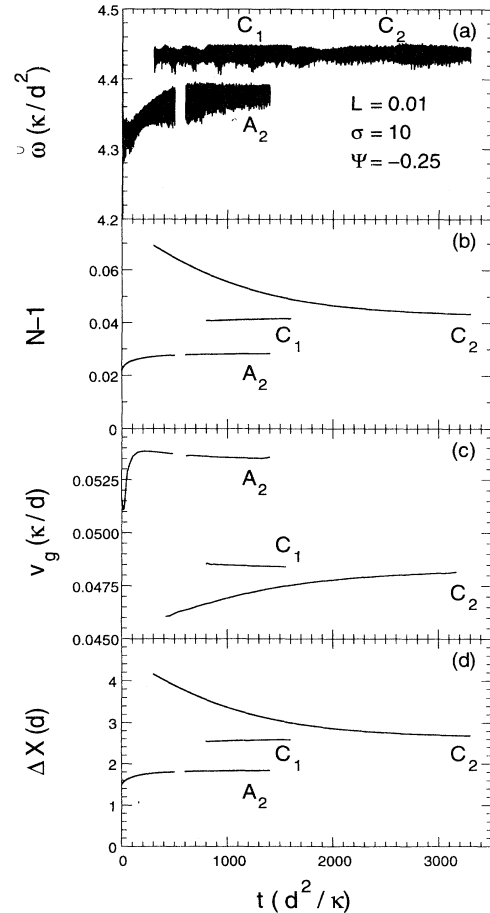 (a)
4.5
4.4
4.3
4.2
ω̆ (κ/d²)
C₁ C₂
A₂
L = 0.01
σ = 10
Ψ = −0.25
(b)
0.06
0.04
0.02
0
N−1
C₁
C₂
A₂
(c)
0.0525
0.0500
0.0475
0.0450
v_g (κ/d)
A₂
C₁
C₂
(d)
4
3
2
1
0
Δ X (d)
C₁
C₂
A₂
0 1000 2000 3000
t (d² / κ)